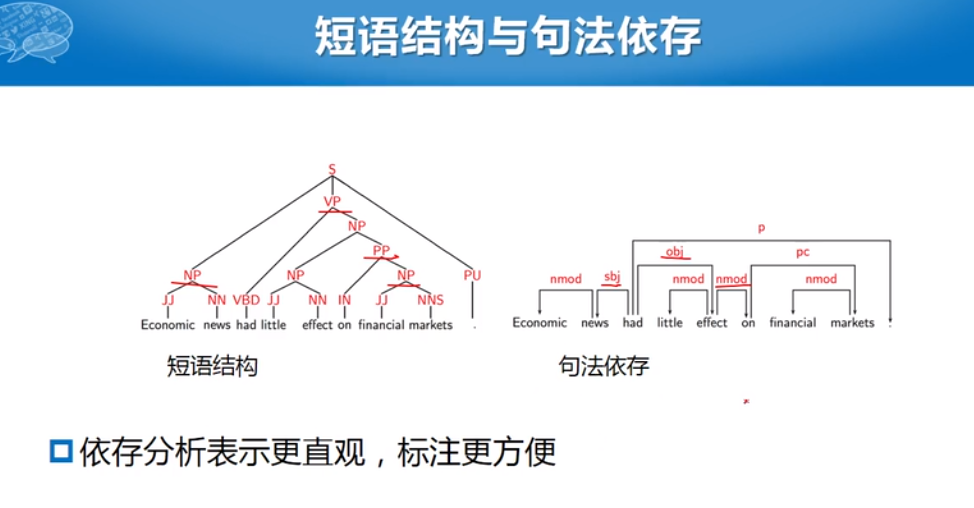 短语结构与句法依存
S
VP
NP
PP
NP NP NP PU
JJ NN VBD JJ NN IN JJ NNS
Economic news had little effect on financial markets .
短语结构
p
obj pc
nmod sbj nmod nmod nmod
Economic news had little effect on financial markets .
句法依存
依存分析表示更直观，标注更方便